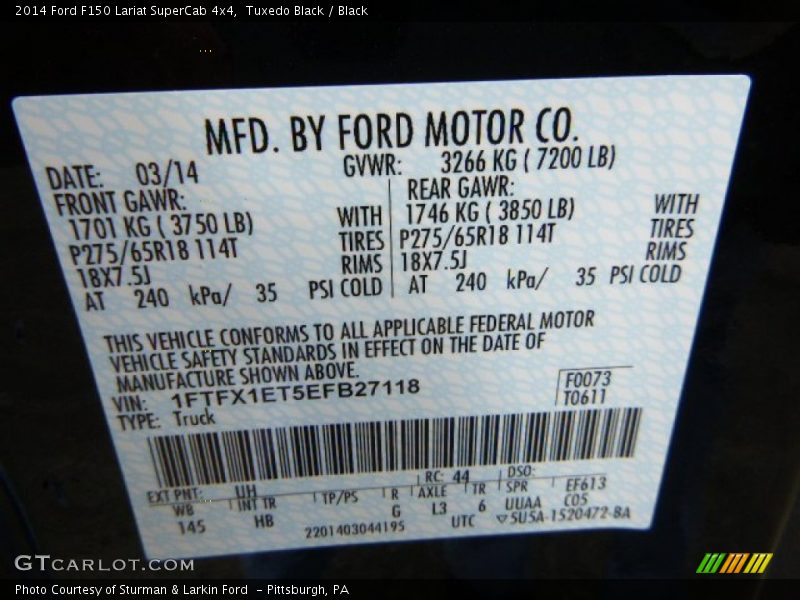 2014 Ford F150 Lariat SuperCab 4x4,  Tuxedo Black / Black
MFD. BY FORD MOTOR CO.
DATE: 03/14 GVWR: 3266 KG ( 7200 LB)
FRONT GAWR: REAR GAWR:
1701 KG ( 3750 LB) WITH 1746 KG ( 3850 LB) WITH
P275/65R18 114T TIRES P275/65R18 114T TIRES
18X7.5J RIMS 18X7.5J RIMS
AT 240 kPa/ 35 PSI COLD AT 240 kPa/ 35 PSI COLD
THIS VEHICLE CONFORMS TO ALL APPLICABLE FEDERAL MOTOR
VEHICLE SAFETY STANDARDS IN EFFECT ON THE DATE OF
MANUFACTURE SHOWN ABOVE.
VIN: 1FTFX1ET5EFB27118 F0073
TYPE: Truck T0611
EXT PNT: UH RC: 44 DSO:
WB INT TR TP/PS R AXLE TR SPR EF613
145 HB G L3 6 UUAA C05
2201403044195 UTC ▽5U5A-1520472-BA
GTCARLOT.COM
Photo Courtesy of Sturman & Larkin Ford  - Pittsburgh, PA